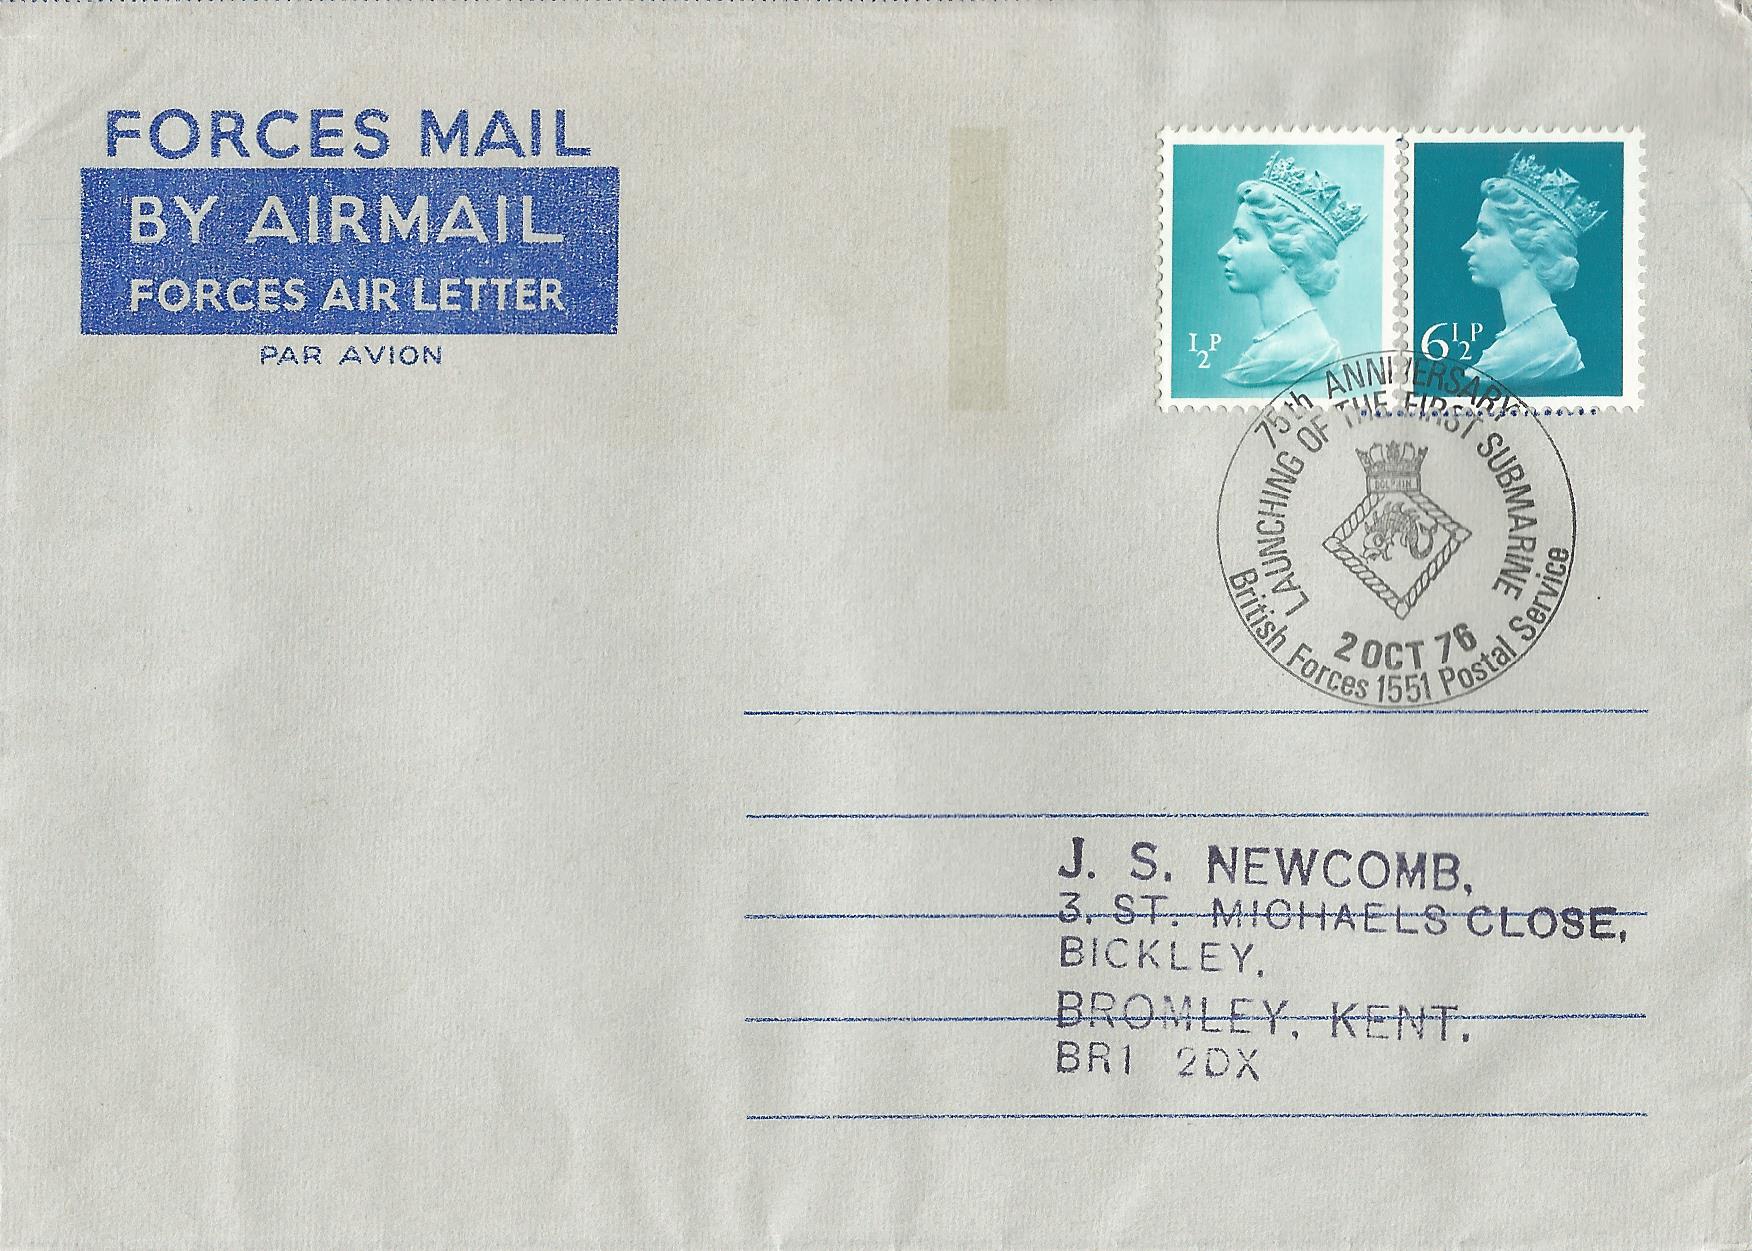 FORCES MAIL
BY AIRMAIL
FORCES AIR LETTER
PAR AVION
½P
6½P
75th ANNIVERSARY
LAUNCHING OF THE FIRST SUBMARINE
DOLPHIN
2 OCT 76
British Forces 1551 Postal Service
J. S. NEWCOMB,
3. ST. MICHAELS CLOSE,
BICKLEY.
BROMLEY, KENT.
BR1 2DX